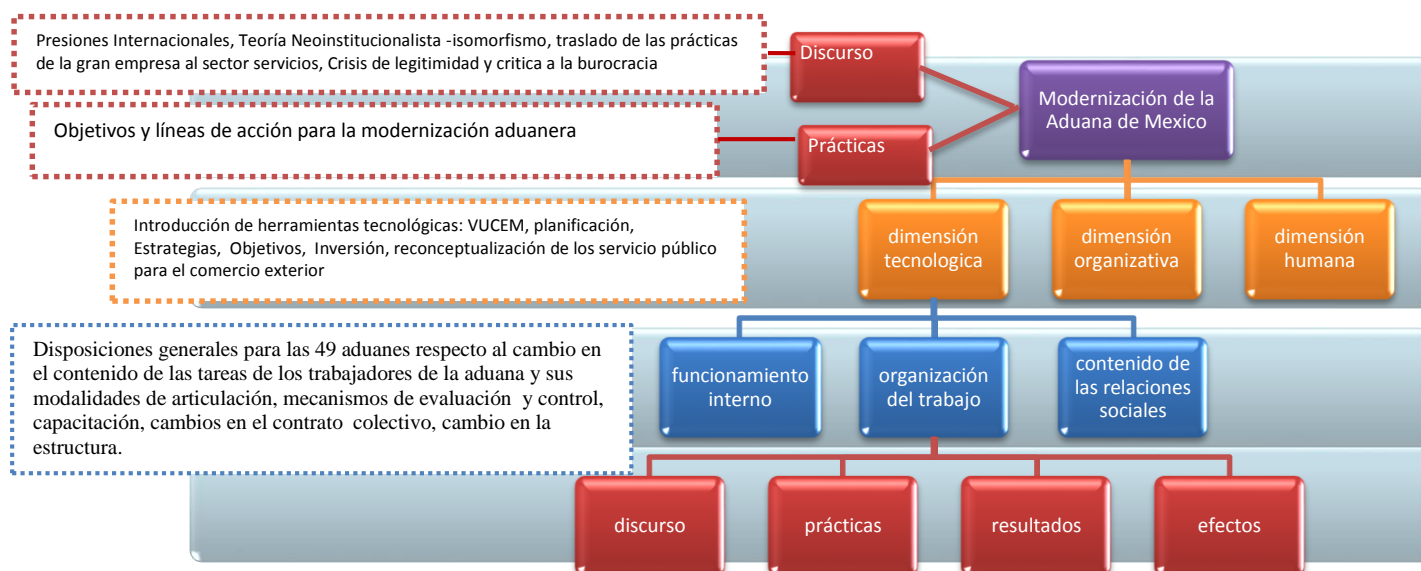 Presiones Internacionales, Teoría Neoinstitucionalista -isomorfismo, traslado de las prácticas
de la gran empresa al sector servicios, Crisis de legitimidad y critica a la burocracia
Discurso
Modernización de la
Aduana de Mexico
Objetivos y líneas de acción para la modernización aduanera
Prácticas
Introducción de herramientas tecnológicas: VUCEM, planificación,
Estrategias, Objetivos, Inversión, reconceptualización de los servicio público
para el comercio exterior
dimensión
tecnologica
dimensión
organizativa
dimensión
humana
Disposiciones generales para las 49 aduanes respecto al cambio en
el contenido de las tareas de los trabajadores de la aduana y sus
modalidades de articulación, mecanismos de evaluación y control,
capacitación, cambios en el contrato colectivo, cambio en la
estructura.
funcionamiento
interno
organización
del trabajo
contenido de
las relaciones
sociales
discurso
prácticas
resultados
efectos